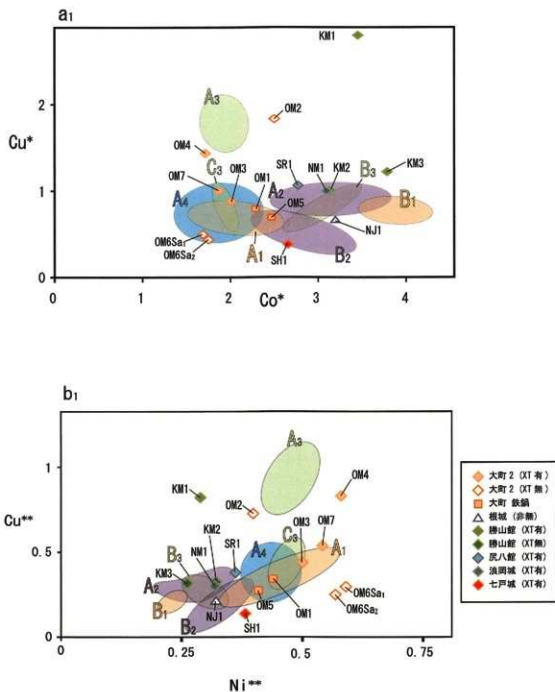 a1
KM1
A3
OM2
Cu*
OM4
C3
OM3
OM7
OM1
A2
SR1
NM1
KM2
B3
KM3
A4
OM5
B1
OM6Sa1
OM6Sa2
A1
SH1
B2
NJ1
2
1
0
0
1
2
3
4
Co*
b1
A3
KM1
OM2
OM4
Cu**
KM2
OM3
OM7
C3
A1
SR1
A4
B3
NM1
KM3
A2
B1
B2
NJ1
SH1
OM5
OM1
OM6Sa1
OM6Sa2
1
0.5
0
0
0.25
0.5
0.75
Ni**
大町2 (XT有)
大町2 (XT無)
大町 鉄鍋
根城 (非無)
勝山館 (XT有)
勝山館 (XT無)
尻八館 (XT有)
浪岡城 (XT有)
七戸城 (XT有)